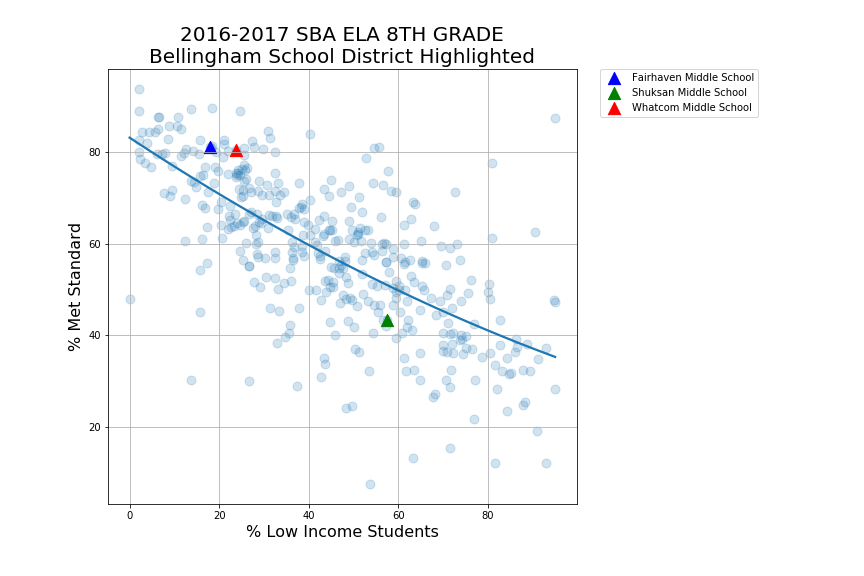 2016-2017 SBA ELA 8TH GRADE
Bellingham School District Highlighted
Fairhaven Middle School
Shuksan Middle School
Whatcom Middle School
% Met Standard
80
60
40
20
0 20 40 60 80
% Low Income Students